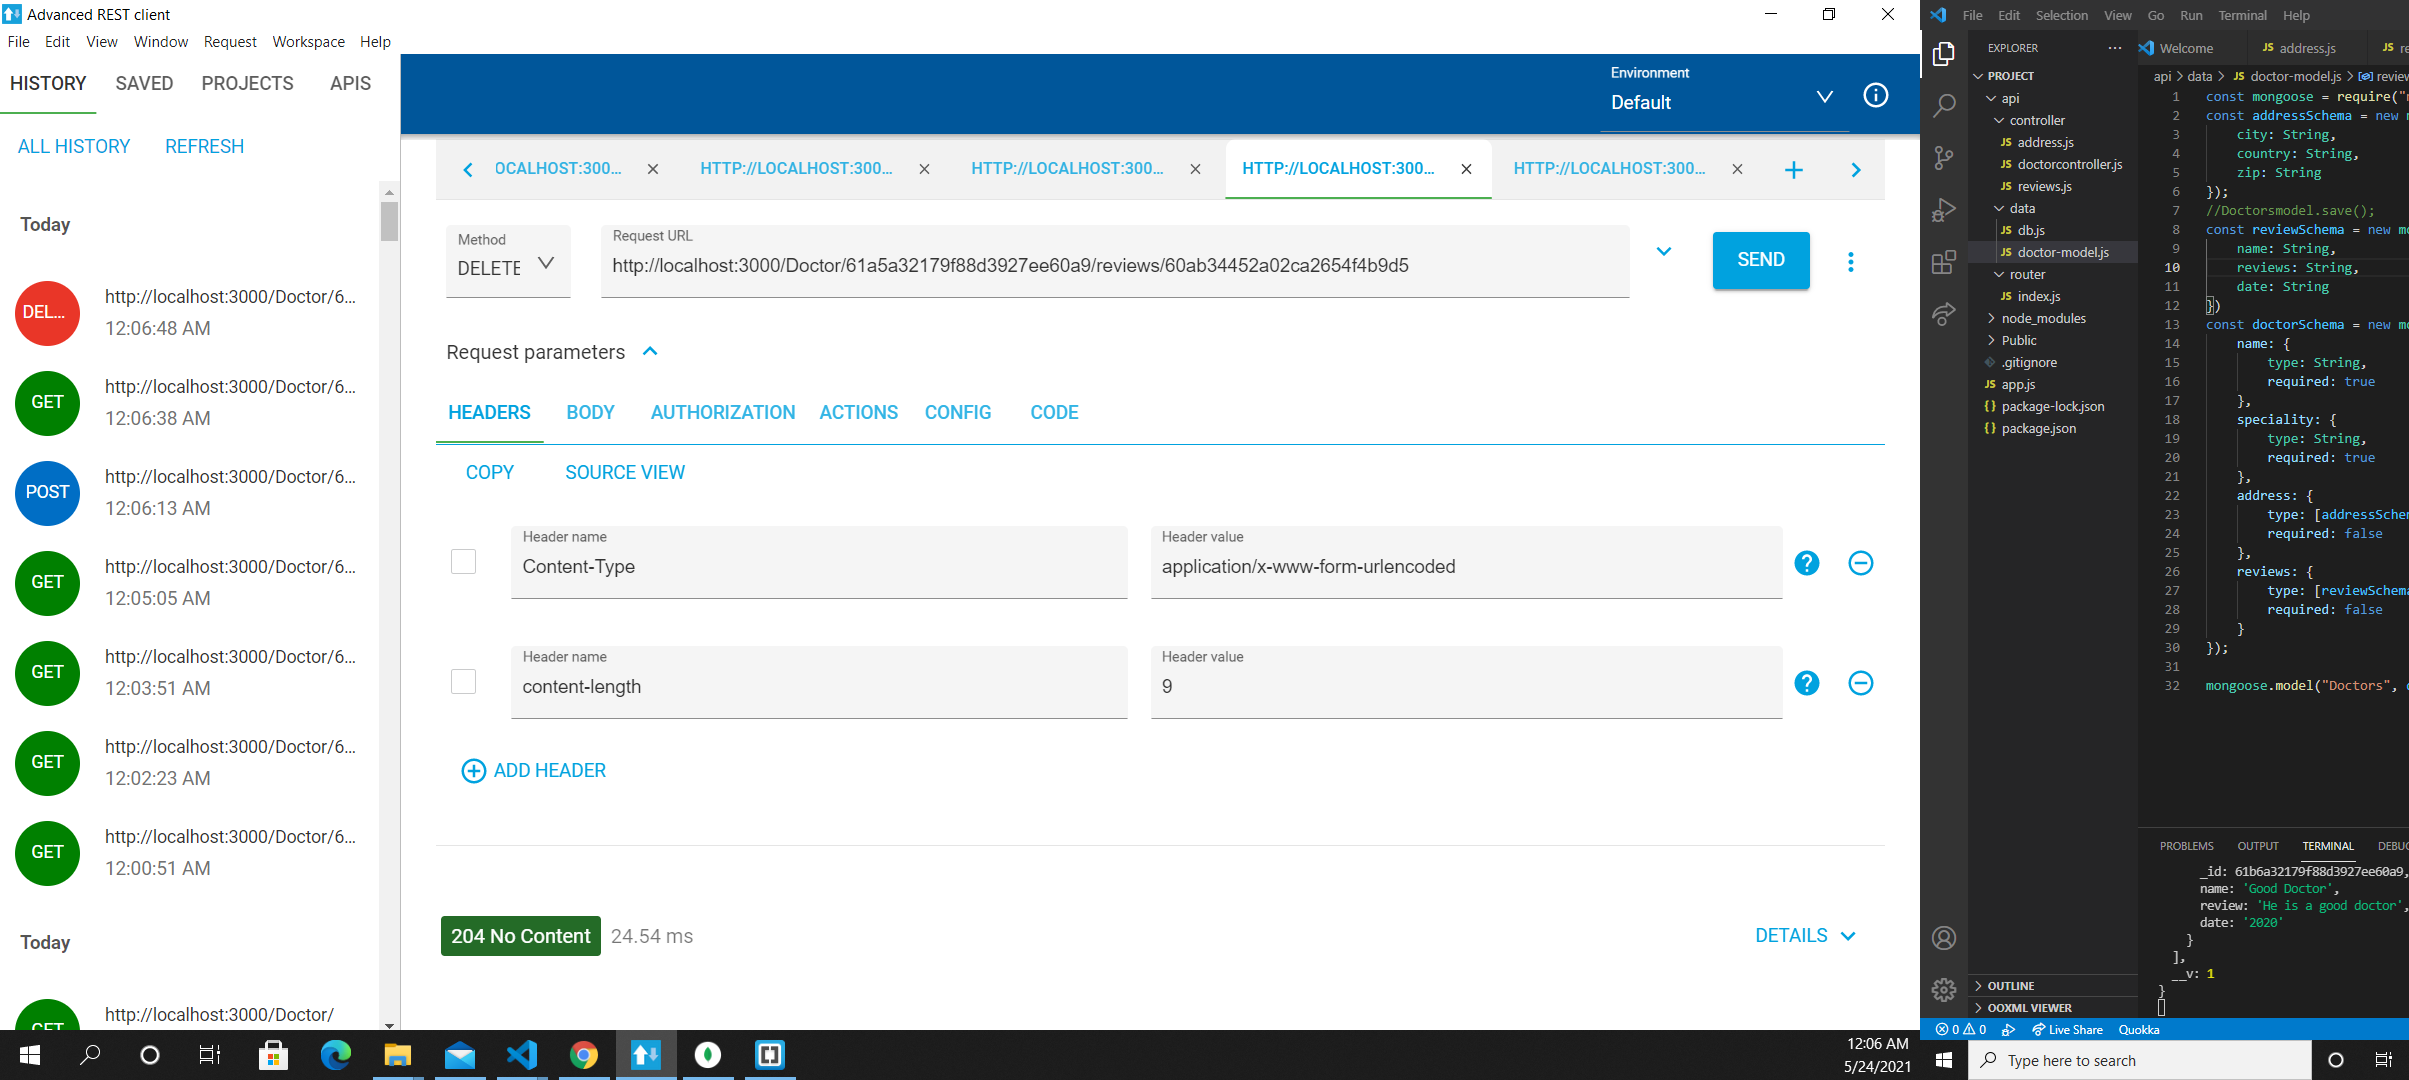 Advanced REST client
File Edit View Window Request Workspace Help
HISTORY SAVED PROJECTS APIS
ALL HISTORY REFRESH
Today
DEL... http://localhost:3000/Doctor/6...
12:06:48 AM
GET http://localhost:3000/Doctor/6...
12:06:38 AM
POST http://localhost:3000/Doctor/6...
12:06:13 AM
GET http://localhost:3000/Doctor/6...
12:05:05 AM
GET http://localhost:3000/Doctor/6...
12:03:51 AM
GET http://localhost:3000/Doctor/6...
12:02:23 AM
GET http://localhost:3000/Doctor/6...
12:00:51 AM
Today
GET http://localhost:3000/Doctor/
Environment
Default
OCALHOST:300... HTTP://LOCALHOST:300... HTTP://LOCALHOST:300... HTTP://LOCALHOST:300... HTTP://LOCALHOST:300...
Method
DELETE
Request URL
http://localhost:3000/Doctor/61a5a32179f88d3927ee60a9/reviews/60ab34452a02ca2654f4b9d5
SEND
Request parameters
HEADERS BODY AUTHORIZATION ACTIONS CONFIG CODE
COPY SOURCE VIEW
Header name Header value
Content-Type application/x-www-form-urlencoded
Header name Header value
content-length 9
ADD HEADER
204 No Content 24.54 ms DETAILS
12:06 AM
5/24/2021
File Edit Selection View Go Run Terminal Help
EXPLORER ...
PROJECT
api
controller
JS address.js
JS doctorcontroller.js
JS reviews.js
data
JS db.js
JS doctor-model.js
router
JS index.js
node_modules
Public
.gitignore
JS app.js
{} package-lock.json
{} package.json
OUTLINE
OOXML VIEWER
Welcome JS address.js JS re
api > data > JS doctor-model.js > review
1 const mongoose = require("
2 const addressSchema = new
3 city: String,
4 country: String,
5 zip: String
6 });
7 //Doctorsmodel.save();
8 const reviewSchema = new mo
9 name: String,
10 reviews: String,
11 date: String
12 })
13 const doctorSchema = new mo
14 name: {
15 type: String,
16 required: true
17 },
18 speciality: {
19 type: String,
20 required: true
21 },
22 address: {
23 type: [addressSchem
24 required: false
25 },
26 reviews: {
27 type: [reviewSchema
28 required: false
29 }
30 });
31
32 mongoose.model("Doctors",
PROBLEMS OUTPUT TERMINAL DEBUG
_id: 61b6a32179f88d3927ee60a9,
name: 'Good Doctor',
review: 'He is a good doctor',
date: '2020'
}
],
__v: 1
}
0 0 Live Share Quokka
Type here to search